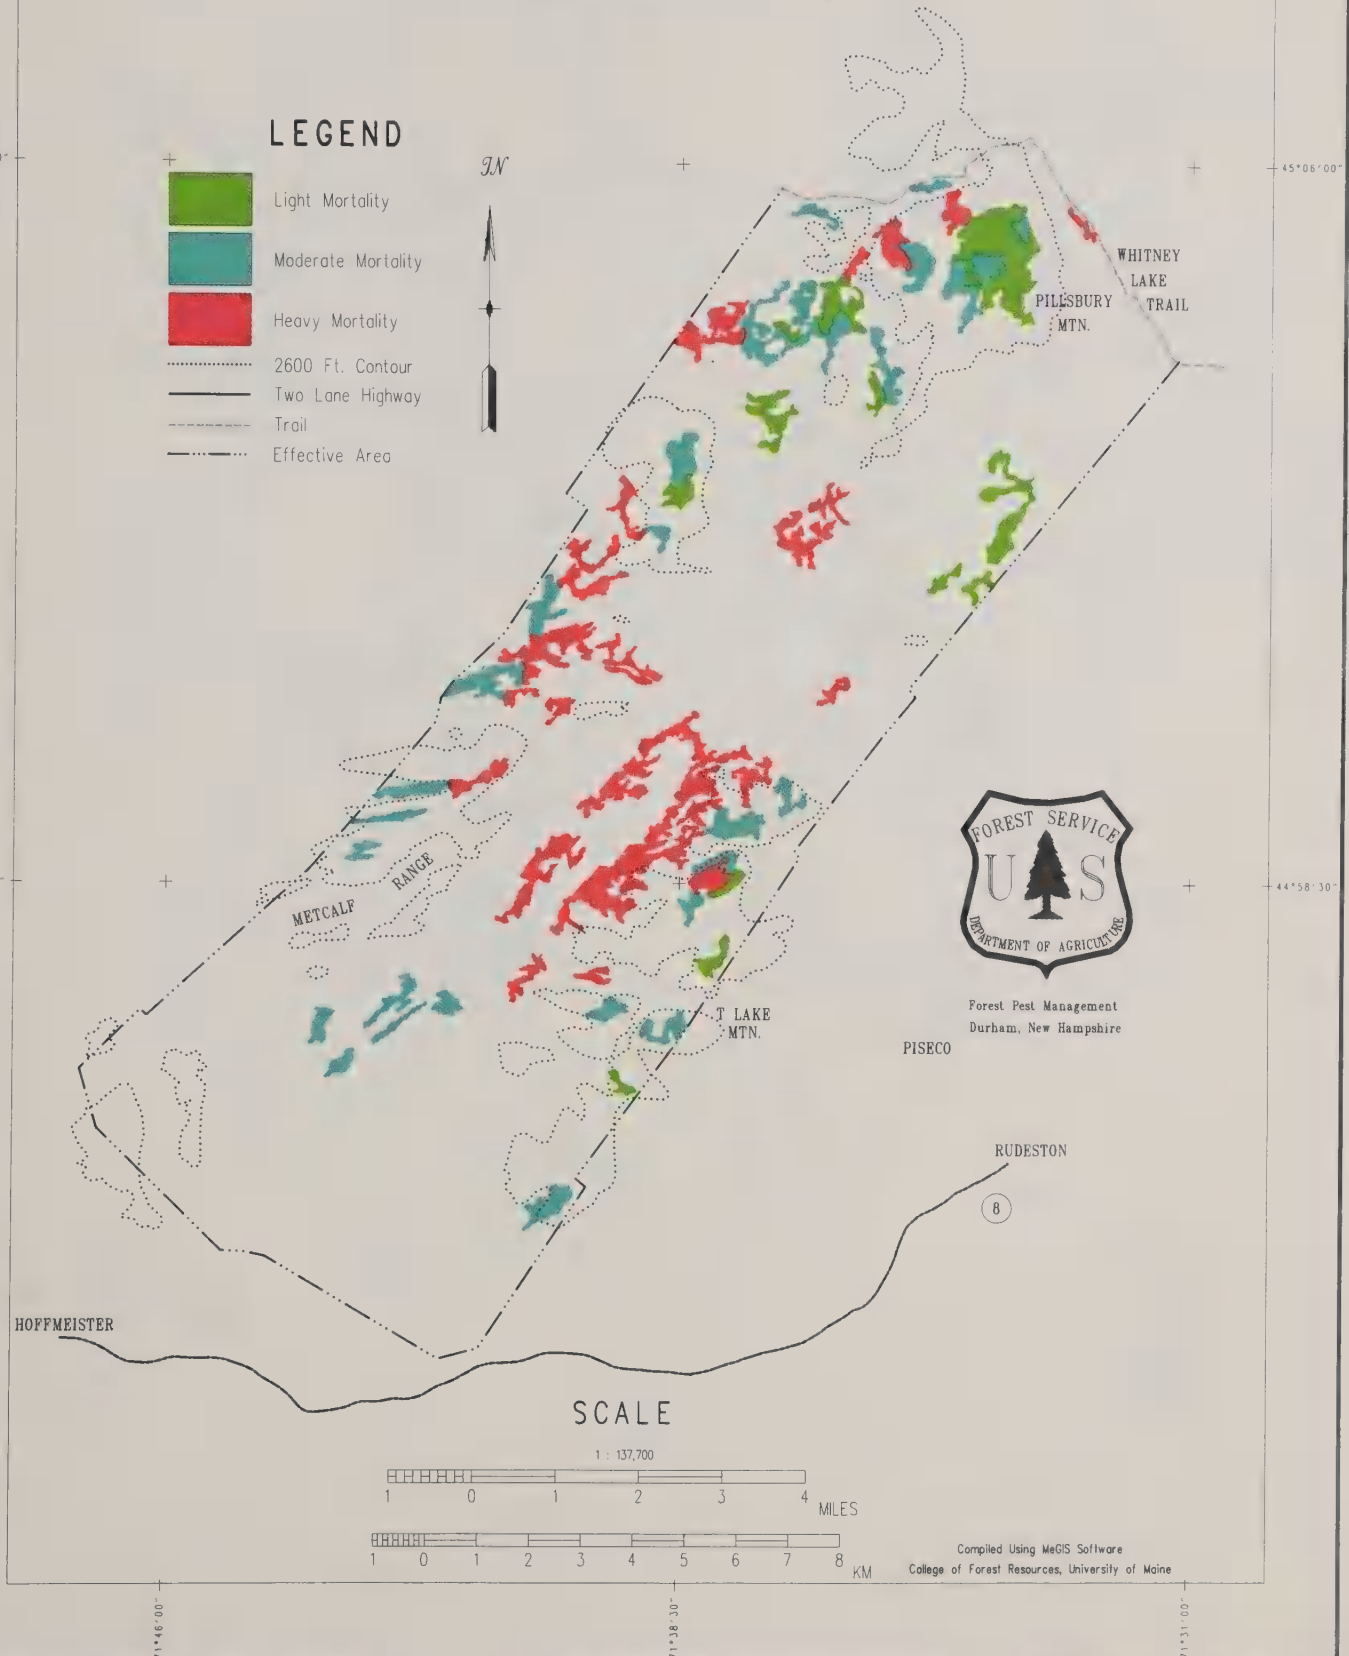 LEGEND
Light Mortality
Moderate Mortality
Heavy Mortality
2600 Ft. Contour
Two Lane Highway
Trail
Effective Area
N
45°06'00"
WHITNEY
LAKE
TRAIL
PILLSBURY
MTN.
METCALF
RANGE
44°58'30"
FOREST SERVICE
U S
DEPARTMENT OF AGRICULTURE
Forest Pest Management
Durham, New Hampshire
T LAKE
MTN.
PISECO
RUDESTON
8
HOFFMEISTER
SCALE
1 : 137,700
1 0 1 2 3 4
MILES
1 0 1 2 3 4 5 6 7 8
KM
Compiled Using MeGIS Software
College of Forest Resources, University of Maine
71°46'00"
71°38'30"
71°31'00"